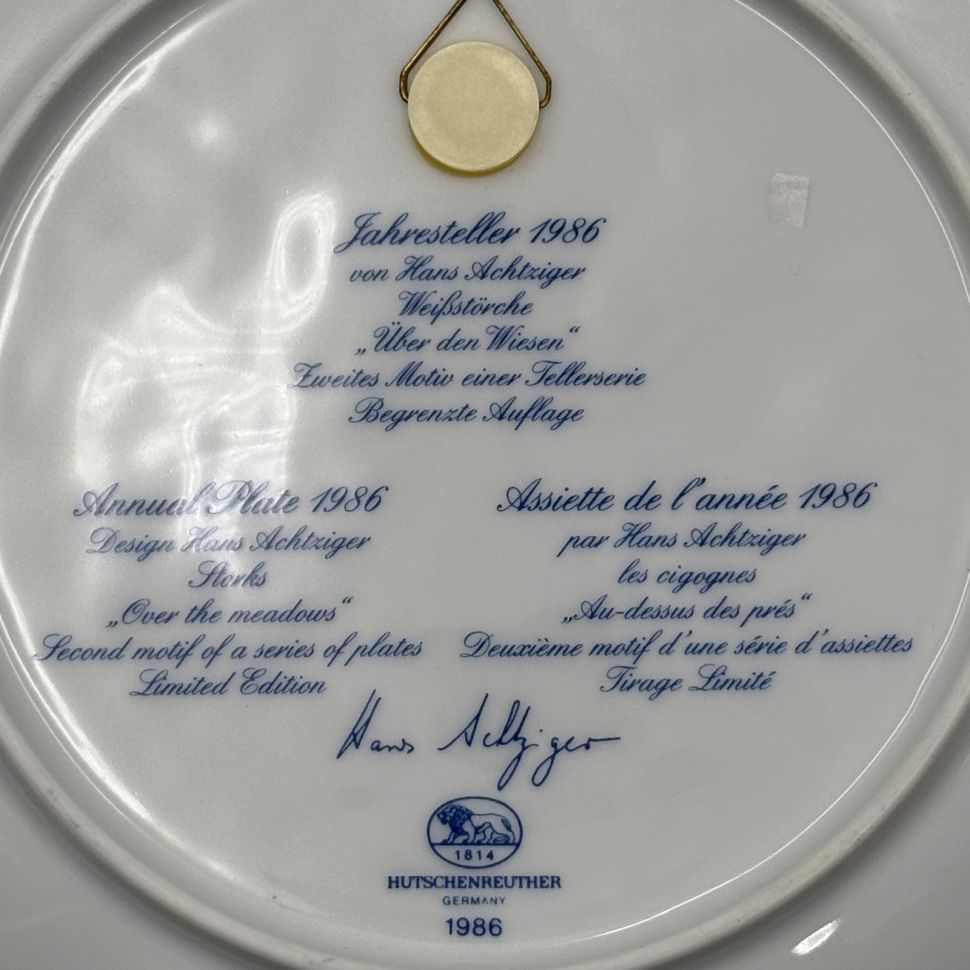 Jahresteller 1986
von Hans Achtziger
Weißstörche
„Über den Wiesen“
Zweites Motiv einer Tellerserie
Begrenzte Auflage
Annual Plate 1986
Design Hans Achtziger
Storks
„Over the meadows“
Second motif of a series of plates
Limited Edition
Assiette de l'année 1986
par Hans Achtziger
les cigognes
„Au-dessus des prés“
Deuxième motif d'une série d'assiettes
Tirage Limité
Hans Achtziger
1814
HUTSCHENREUTHER
GERMANY
1986